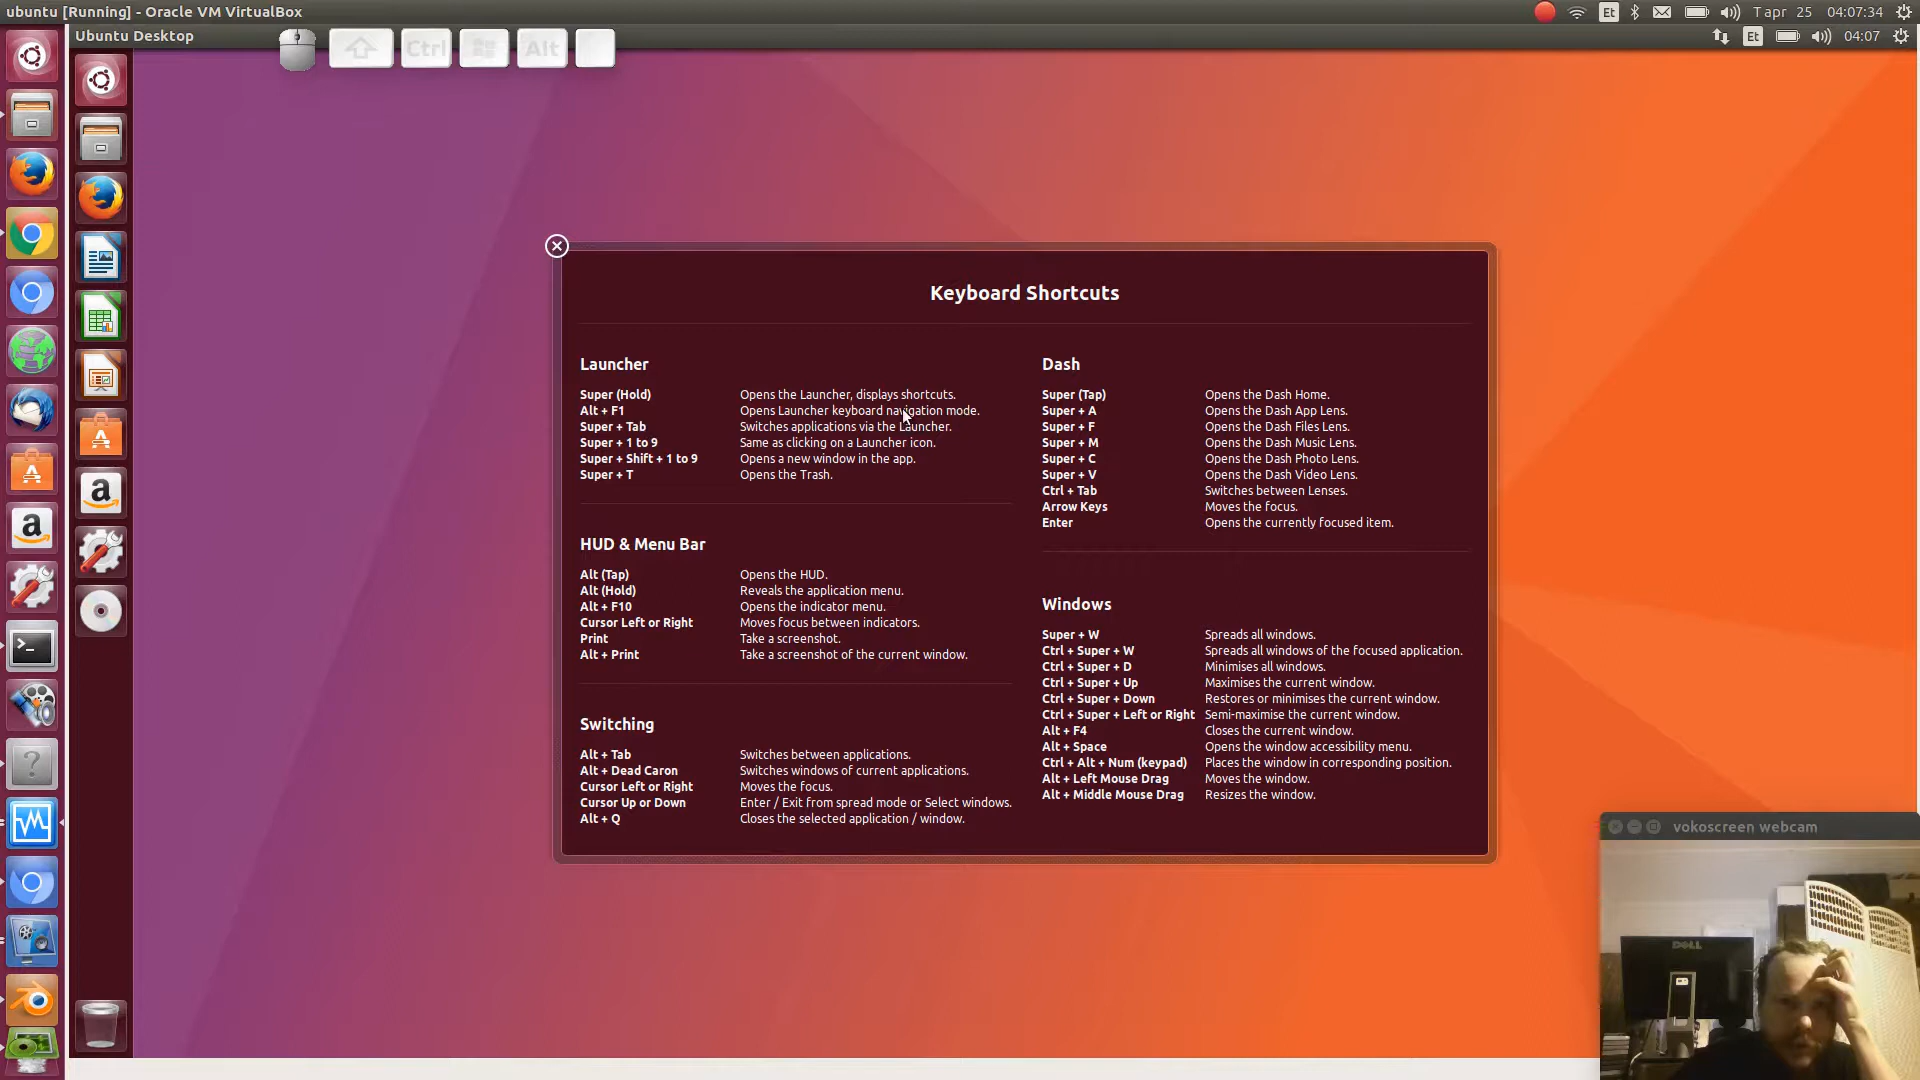 ubuntu [Running] - Oracle VM VirtualBox
Et
T apr 25 04:07:34
Ubuntu Desktop
Ctrl
Alt
Et
04:07
Keyboard Shortcuts
Launcher
Super (Hold) Opens the Launcher, displays shortcuts.
Alt + F1 Opens Launcher keyboard navigation mode.
Super + Tab Switches applications via the Launcher.
Super + 1 to 9 Same as clicking on a Launcher icon.
Super + Shift + 1 to 9 Opens a new window in the app.
Super + T Opens the Trash.
HUD & Menu Bar
Alt (Tap) Opens the HUD.
Alt (Hold) Reveals the application menu.
Alt + F10 Opens the indicator menu.
Cursor Left or Right Moves focus between indicators.
Print Take a screenshot.
Alt + Print Take a screenshot of the current window.
Switching
Alt + Tab Switches between applications.
Alt + Dead Caron Switches windows of current applications.
Cursor Left or Right Moves the focus.
Cursor Up or Down Enter / Exit from spread mode or Select windows.
Alt + Q Closes the selected application / window.
Dash
Super (Tap) Opens the Dash Home.
Super + A Opens the Dash App Lens.
Super + F Opens the Dash Files Lens.
Super + M Opens the Dash Music Lens.
Super + C Opens the Dash Photo Lens.
Super + V Opens the Dash Video Lens.
Ctrl + Tab Switches between Lenses.
Arrow Keys Moves the focus.
Enter Opens the currently focused item.
Windows
Super + W Spreads all windows.
Ctrl + Super + W Spreads all windows of the focused application.
Ctrl + Super + D Minimises all windows.
Ctrl + Super + Up Maximises the current window.
Ctrl + Super + Down Restores or minimises the current window.
Ctrl + Super + Left or Right Semi-maximise the current window.
Alt + F4 Closes the current window.
Alt + Space Opens the window accessibility menu.
Ctrl + Alt + Num (keypad) Places the window in corresponding position.
Alt + Left Mouse Drag Moves the window.
Alt + Middle Mouse Drag Resizes the window.
vokoscreen webcam
DELL